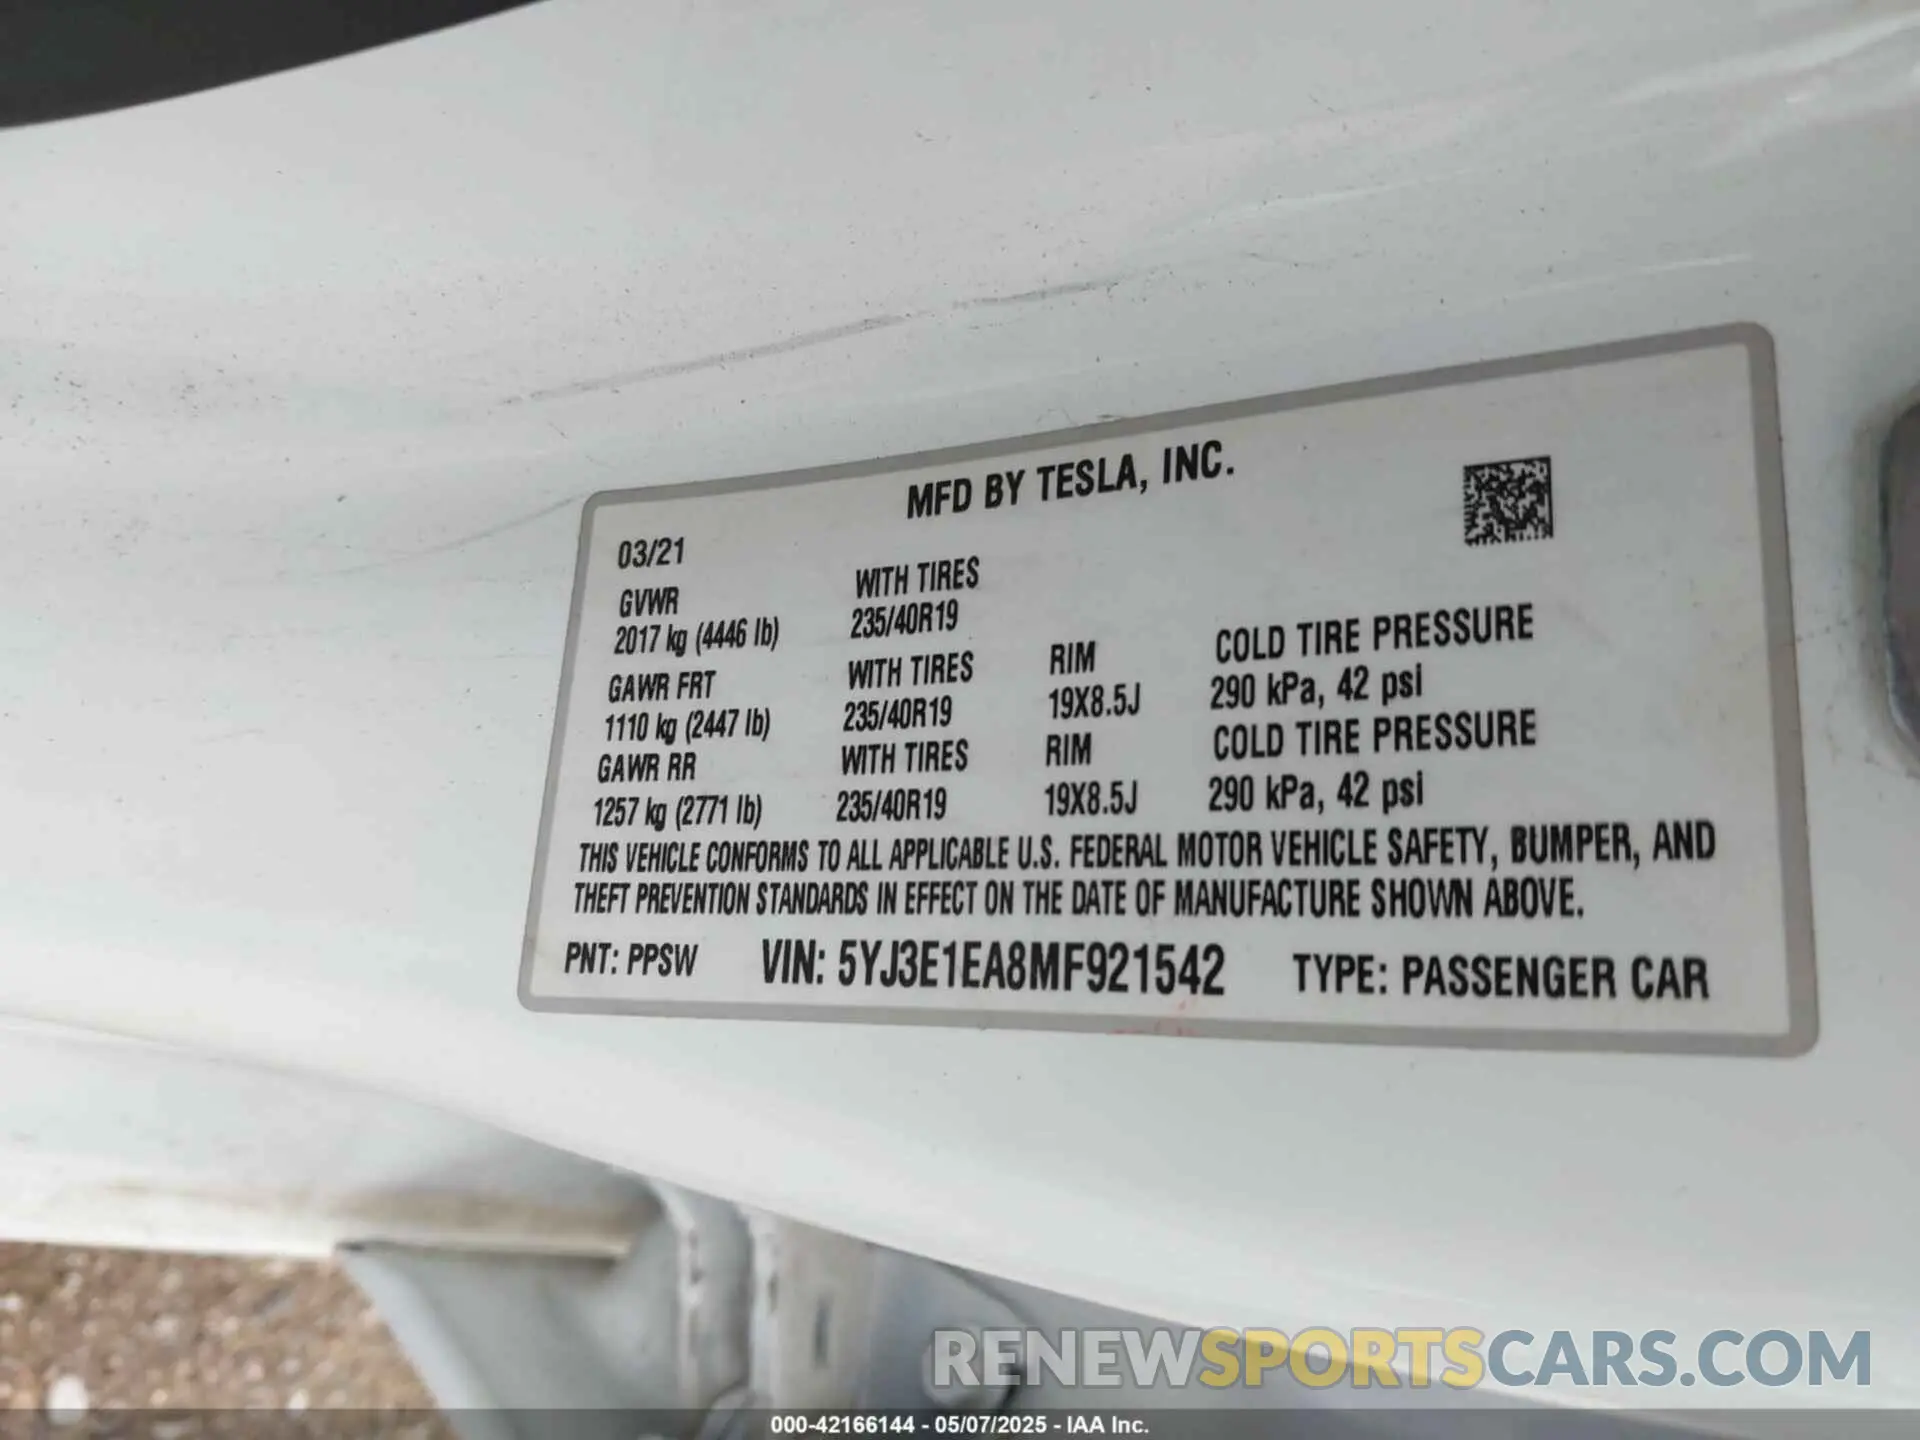 MFD BY TESLA, INC.
03/21
GVWR WITH TIRES
2017 kg (4446 lb) 235/40R19
GAWR FRT WITH TIRES RIM COLD TIRE PRESSURE
1110 kg (2447 lb) 235/40R19 19X8.5J 290 kPa, 42 psi
GAWR RR WITH TIRES RIM COLD TIRE PRESSURE
1257 kg (2771 lb) 235/40R19 19X8.5J 290 kPa, 42 psi
THIS VEHICLE CONFORMS TO ALL APPLICABLE U.S. FEDERAL MOTOR VEHICLE SAFETY, BUMPER, AND
THEFT PREVENTION STANDARDS IN EFFECT ON THE DATE OF MANUFACTURE SHOWN ABOVE.
PNT: PPSW VIN: 5YJ3E1EA8MF921542 TYPE: PASSENGER CAR
RENEWSPORTSCARS.COM
000-42166144 - 05/07/2025 - IAA Inc.